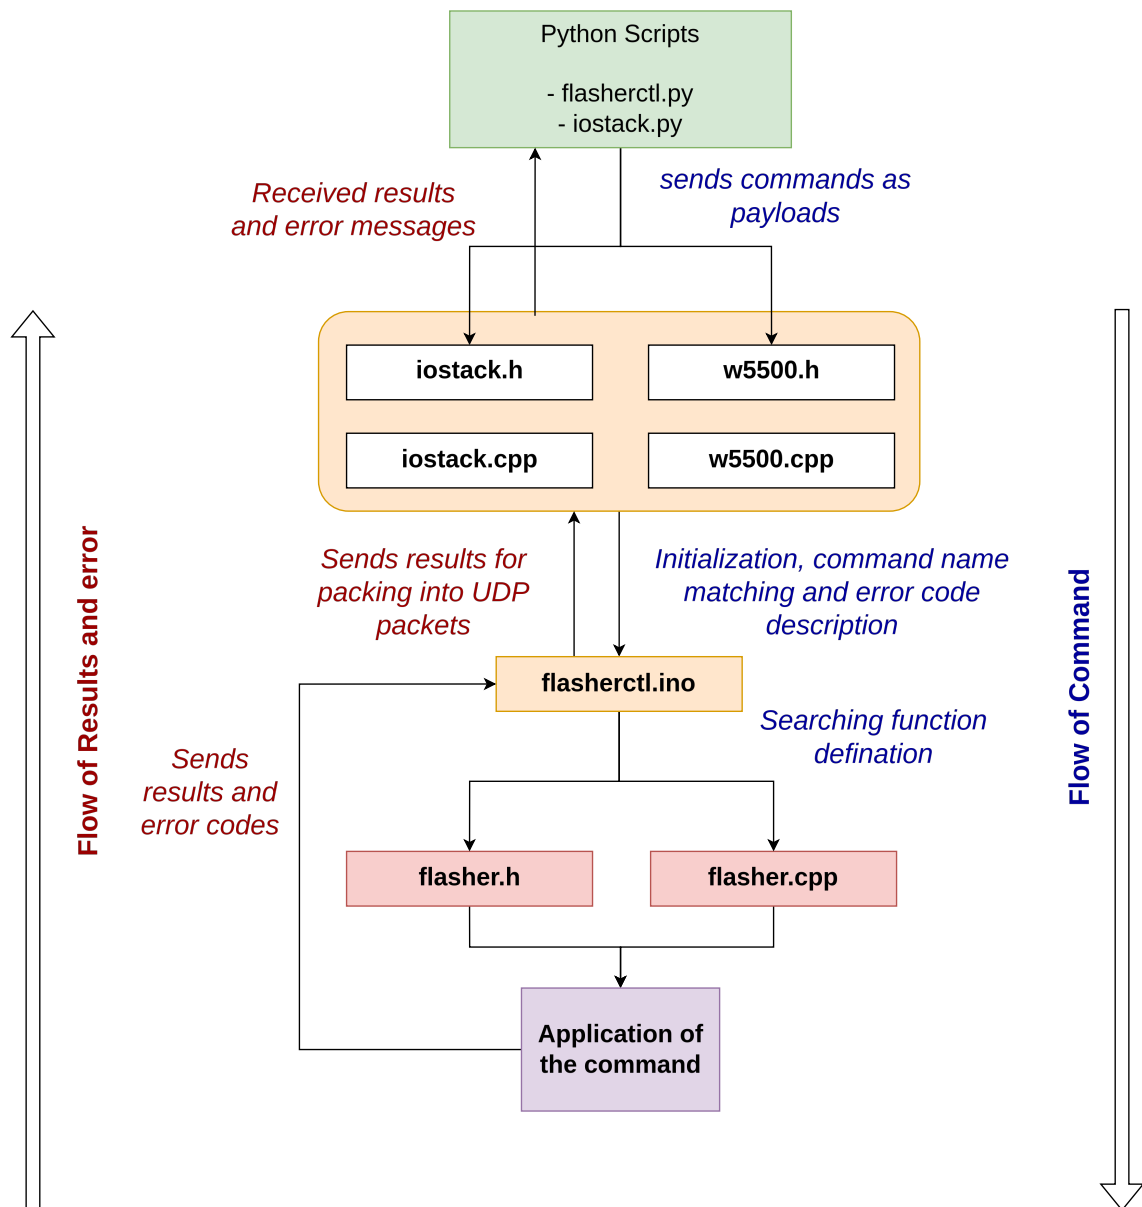 Python Scripts
- flasherctl.py
- iostack.py
Received results
and error messages
sends commands as
payloads
iostack.h
w5500.h
iostack.cpp
w5500.cpp
Sends results for
packing into UDP
packets
Initialization, command name
matching and error code
description
flasherctl.ino
Searching function
defination
Sends
results and
error codes
flasher.h
flasher.cpp
Application of
the command
Flow of Results and error
Flow of Command